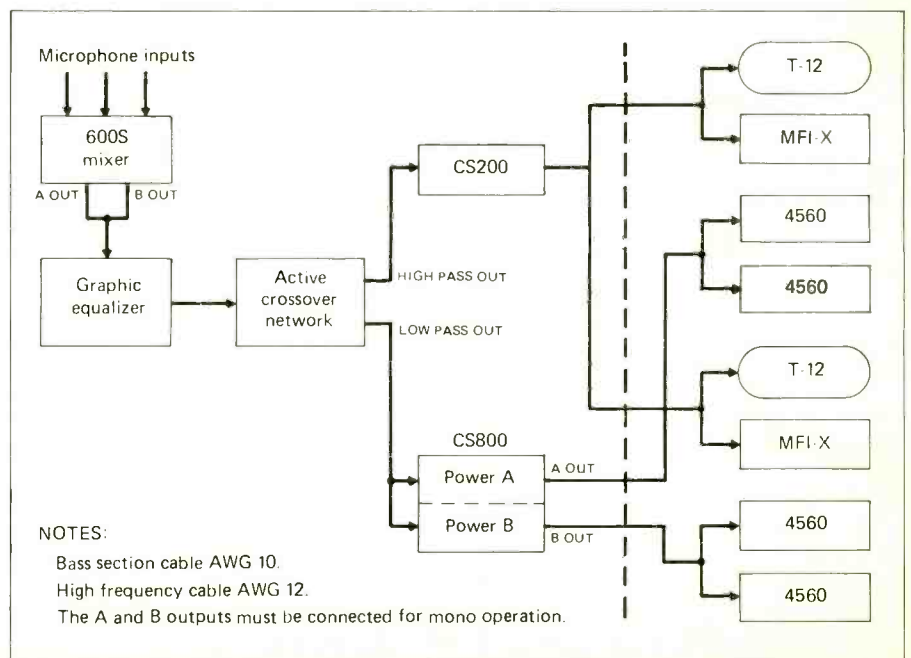 Microphone inputs
600S
mixer
A OUT
B OUT
Graphic
equalizer
Active
crossover
network
HIGH PASS OUT
LOW PASS OUT
CS200
CS800
Power A
Power B
A OUT
B OUT
T-12
MFI-X
4560
4560
T-12
MFI-X
4560
4560
NOTES:
Bass section cable AWG 10.
High frequency cable AWG 12.
The A and B outputs must be connected for mono operation.